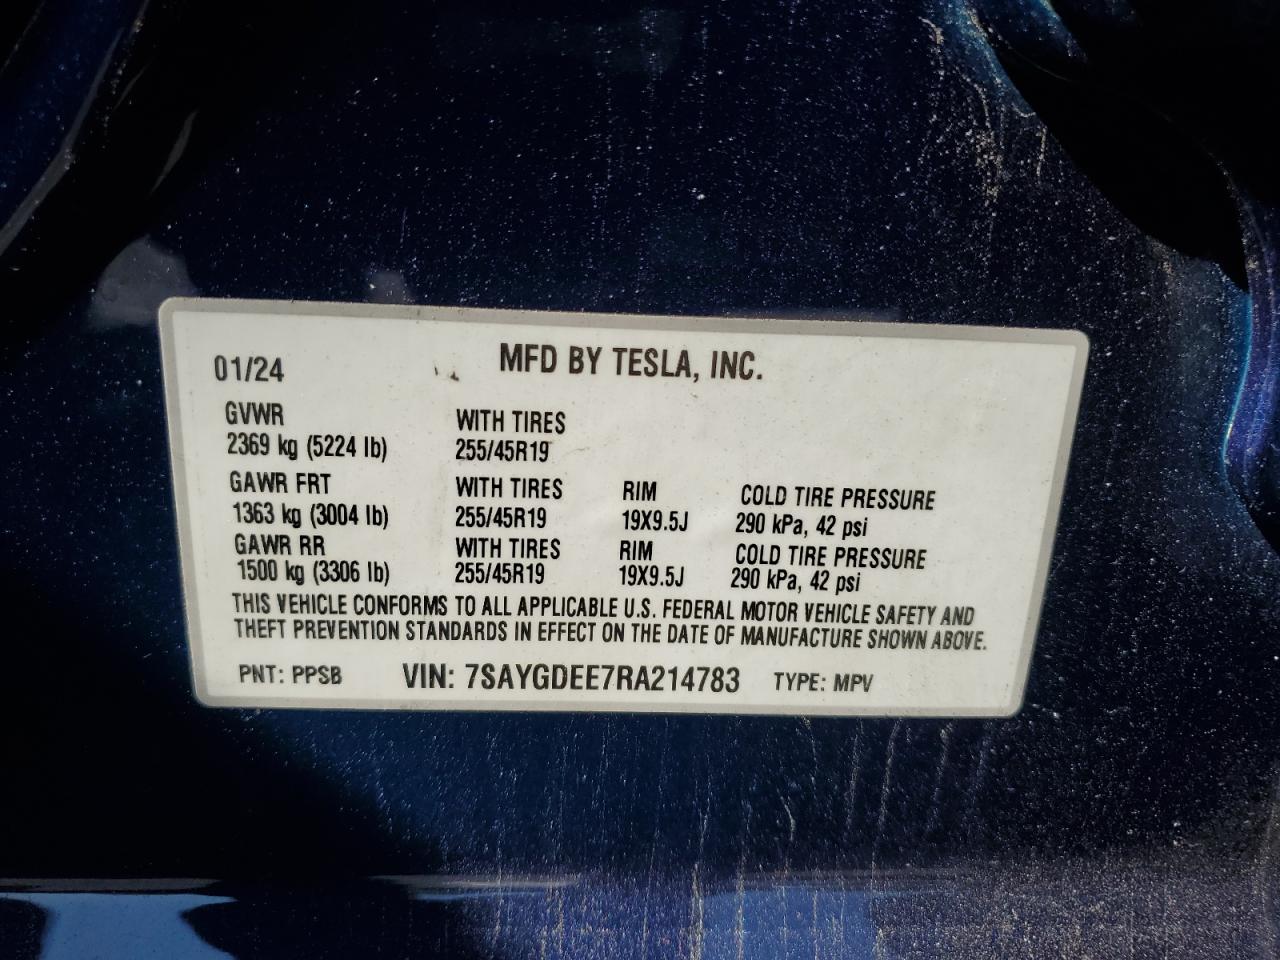 01/24 MFD BY TESLA, INC.
GVWR WITH TIRES
2369 kg (5224 lb) 255/45R19
GAWR FRT WITH TIRES RIM COLD TIRE PRESSURE
1363 kg (3004 lb) 255/45R19 19X9.5J 290 kPa, 42 psi
GAWR RR WITH TIRES RIM COLD TIRE PRESSURE
1500 kg (3306 lb) 255/45R19 19X9.5J 290 kPa, 42 psi
THIS VEHICLE CONFORMS TO ALL APPLICABLE U.S. FEDERAL MOTOR VEHICLE SAFETY AND
THEFT PREVENTION STANDARDS IN EFFECT ON THE DATE OF MANUFACTURE SHOWN ABOVE.
PNT: PPSB VIN: 7SAYGDEE7RA214783 TYPE: MPV